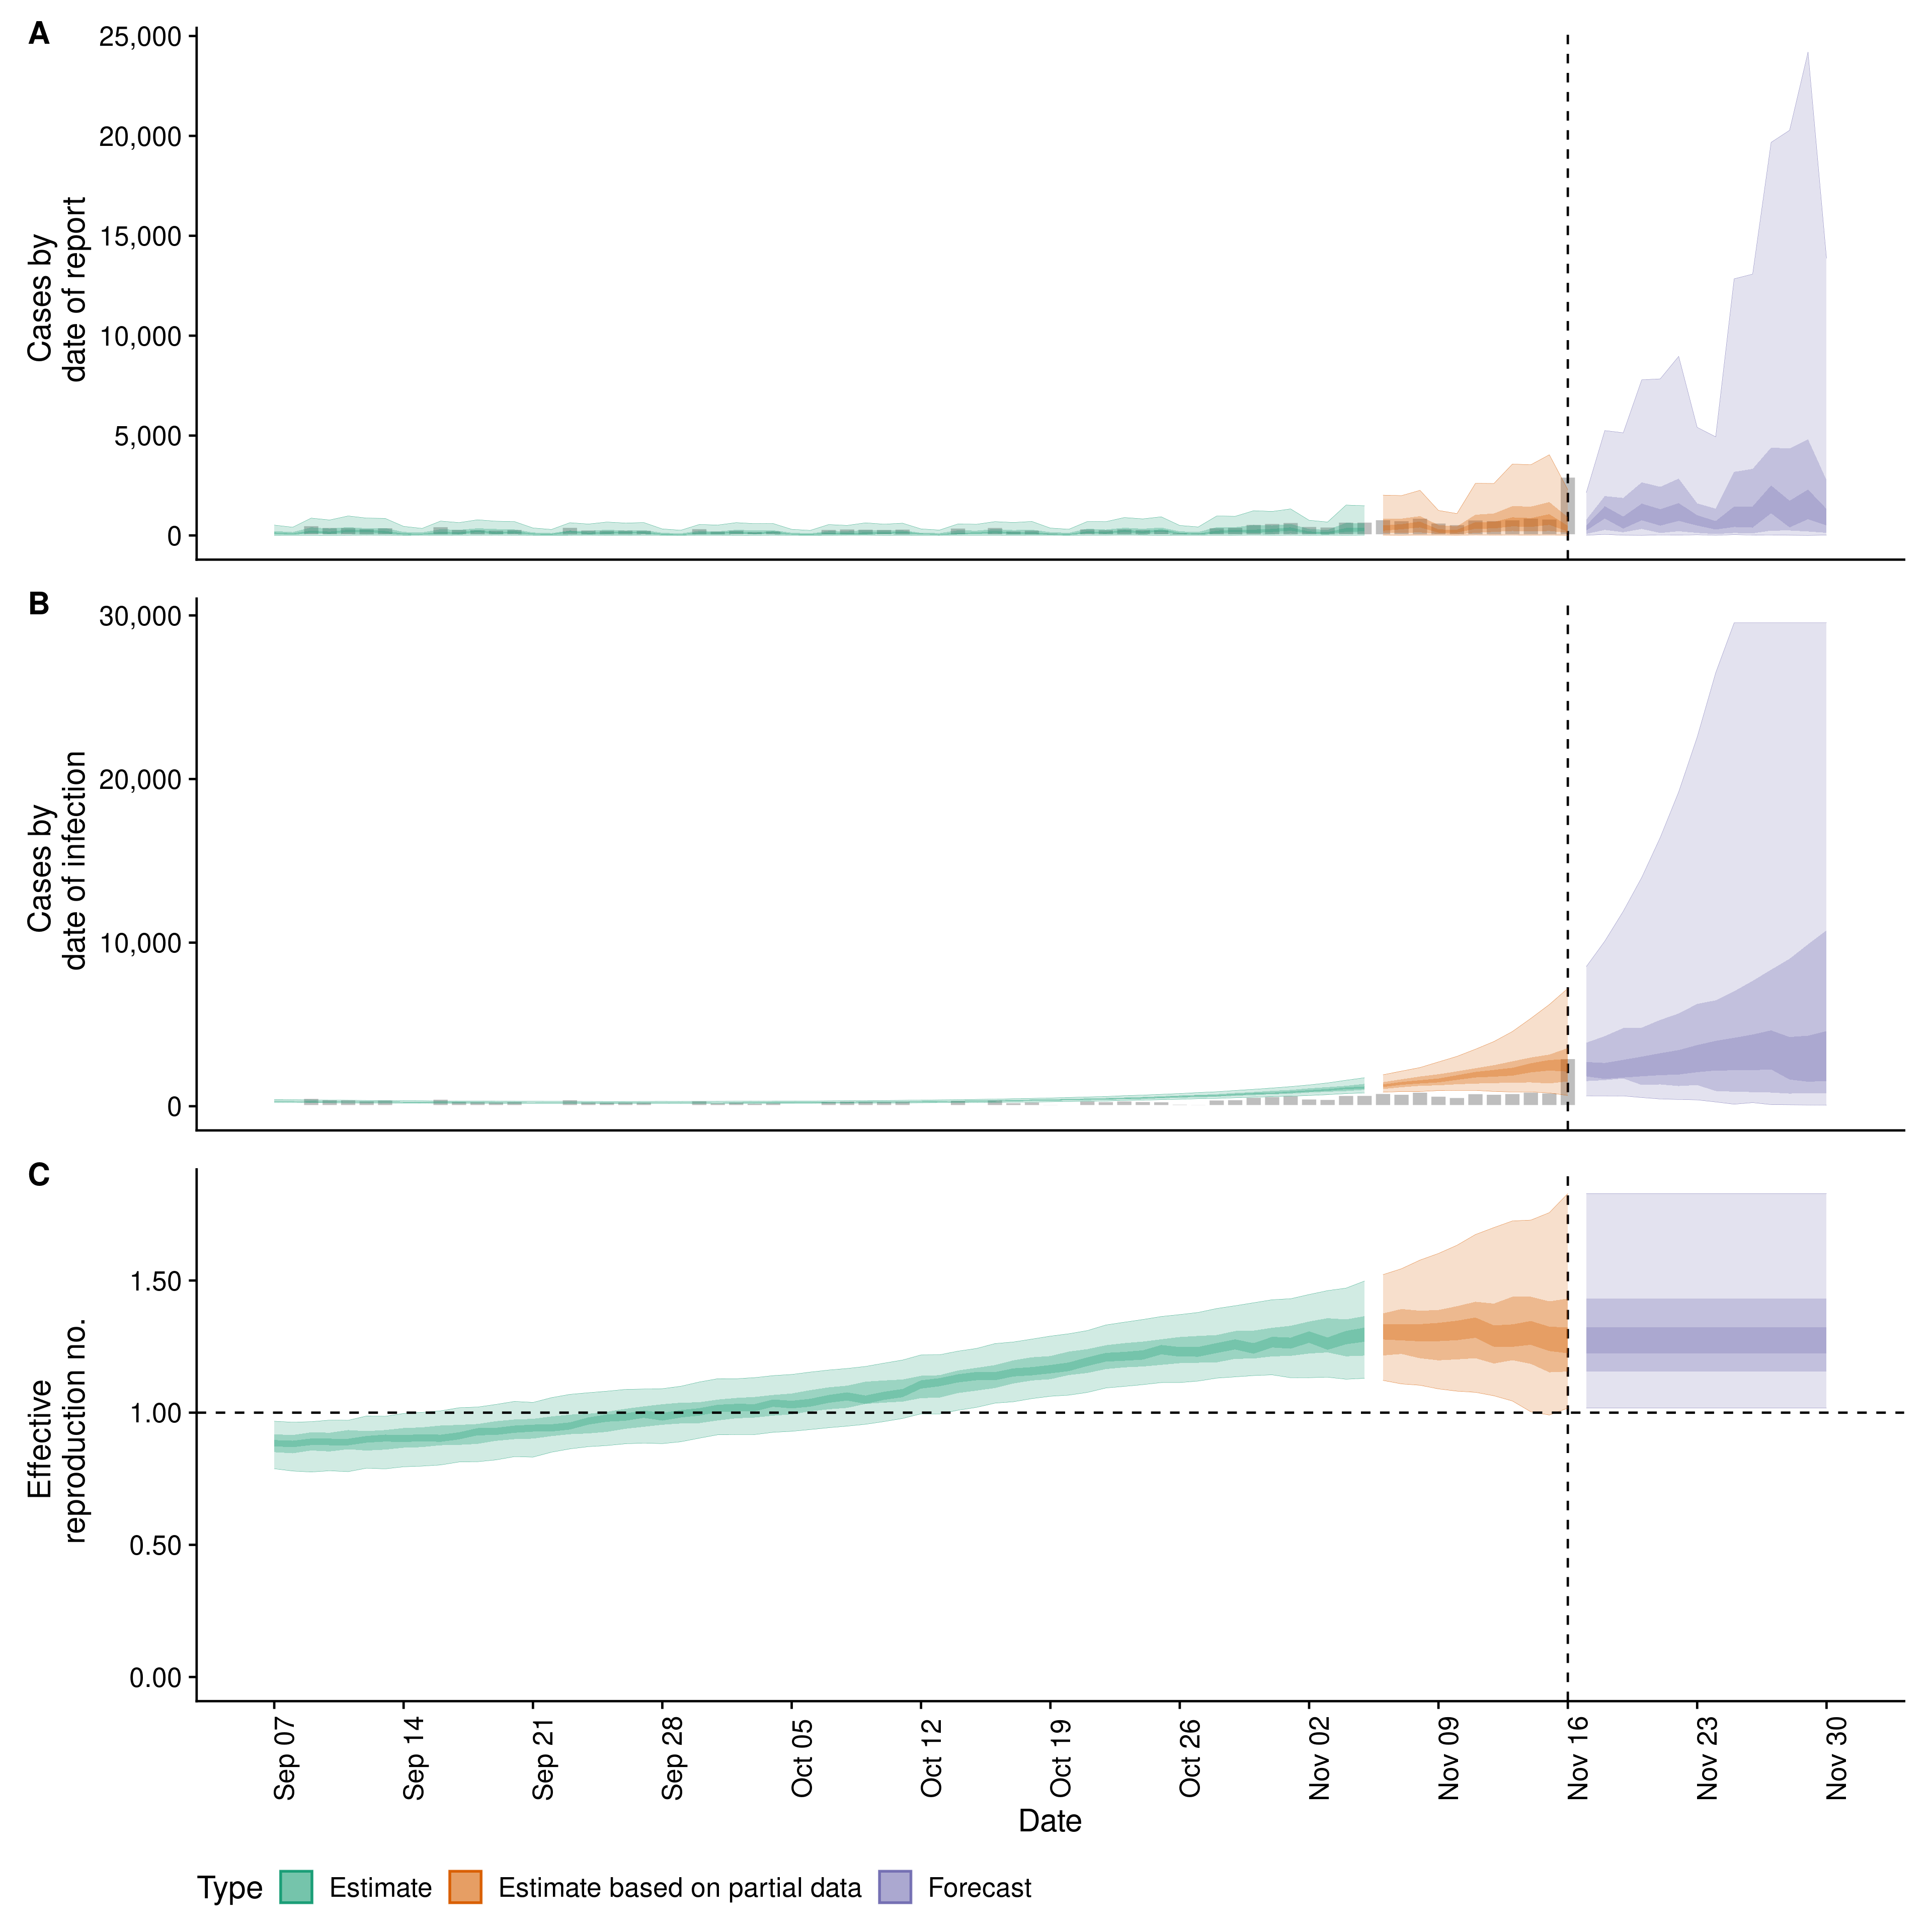 A
25,000
20,000
15,000
10,000
5,000
0
Cases by
date of report
B
30,000
20,000
10,000
0
Cases by
date of infection
C
1.50
1.00
0.50
0.00
Effective
reproduction no.
Sep 07
Sep 14
Sep 21
Sep 28
Oct 05
Oct 12
Oct 19
Oct 26
Nov 02
Nov 09
Nov 16
Nov 23
Nov 30
Date
Type Estimate Estimate based on partial data Forecast